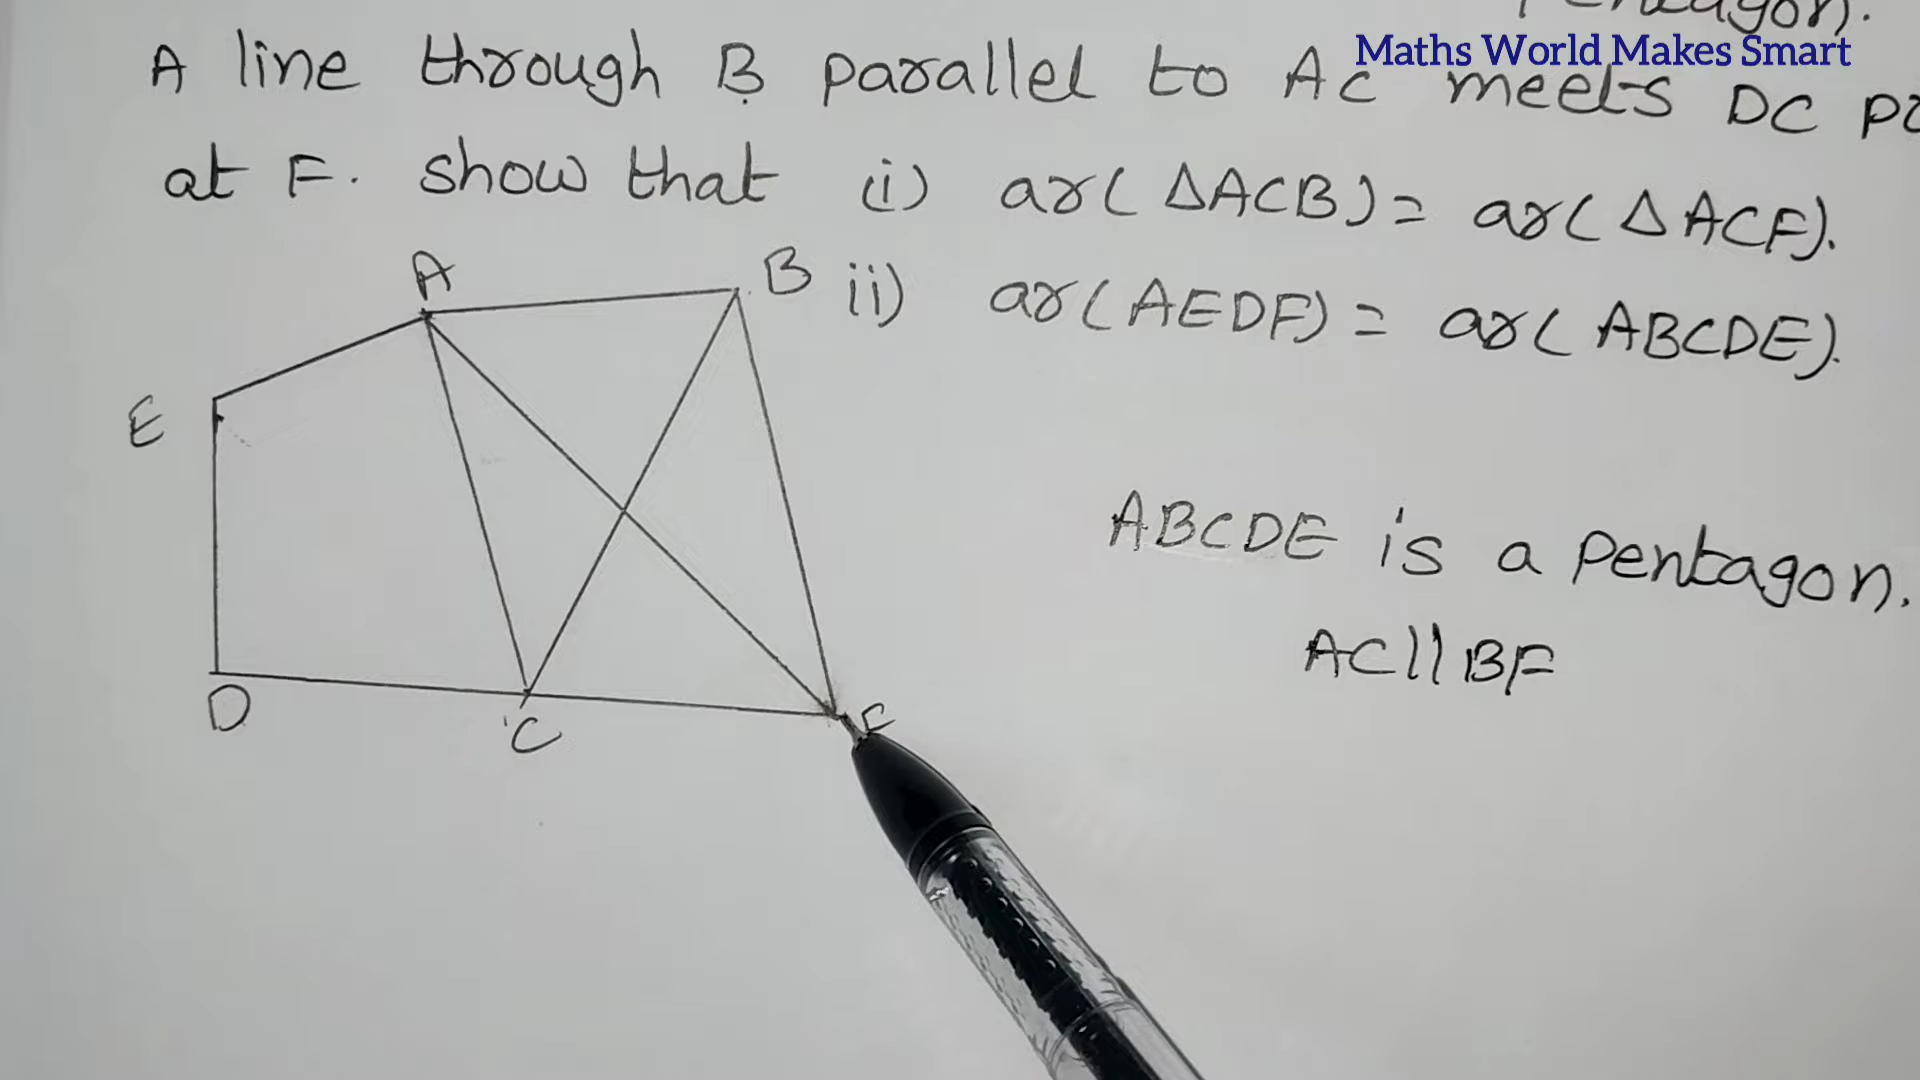 Pentagon.
Maths World Makes Smart
A line through B parallel to AC meets DC
at F. show that (i) ar(ΔACB) = ar(ΔACF).
ii) ar(AEDF) = ar(ABCDE).
A
B
E
D
C
F
ABCDE is a Pentagon.
AC||BF